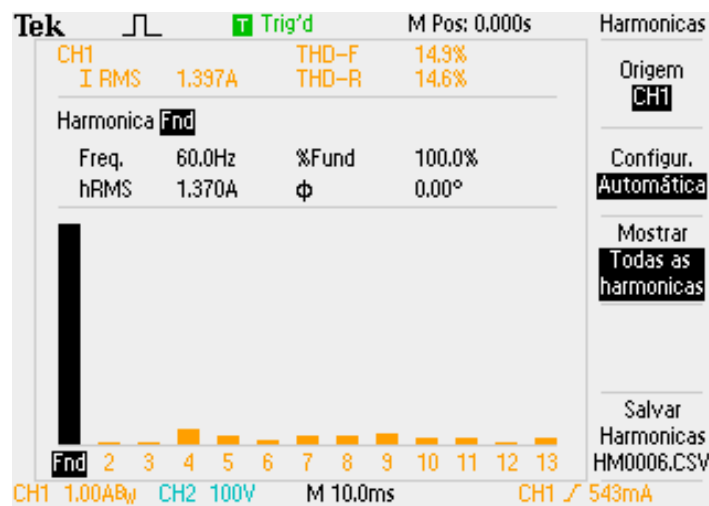 Tek T Trig'd M Pos: 0.000s Harmonicas
CH1 THD-F 14.9%
I RMS 1.397A THD-R 14.6%
Origem
CH1
Harmonica Fnd
Freq. 60.0Hz %Fund 100.0%
hRMS 1.370A ϕ 0.00°
Configur.
Automática
Mostrar
Todas as
harmonicas
Salvar
Harmonicas
HM0006.CSV
Fnd 2 3 4 5 6 7 8 9 10 11 12 13
CH1 1.00ABW CH2 100V M 10.0ms CH1 543mA